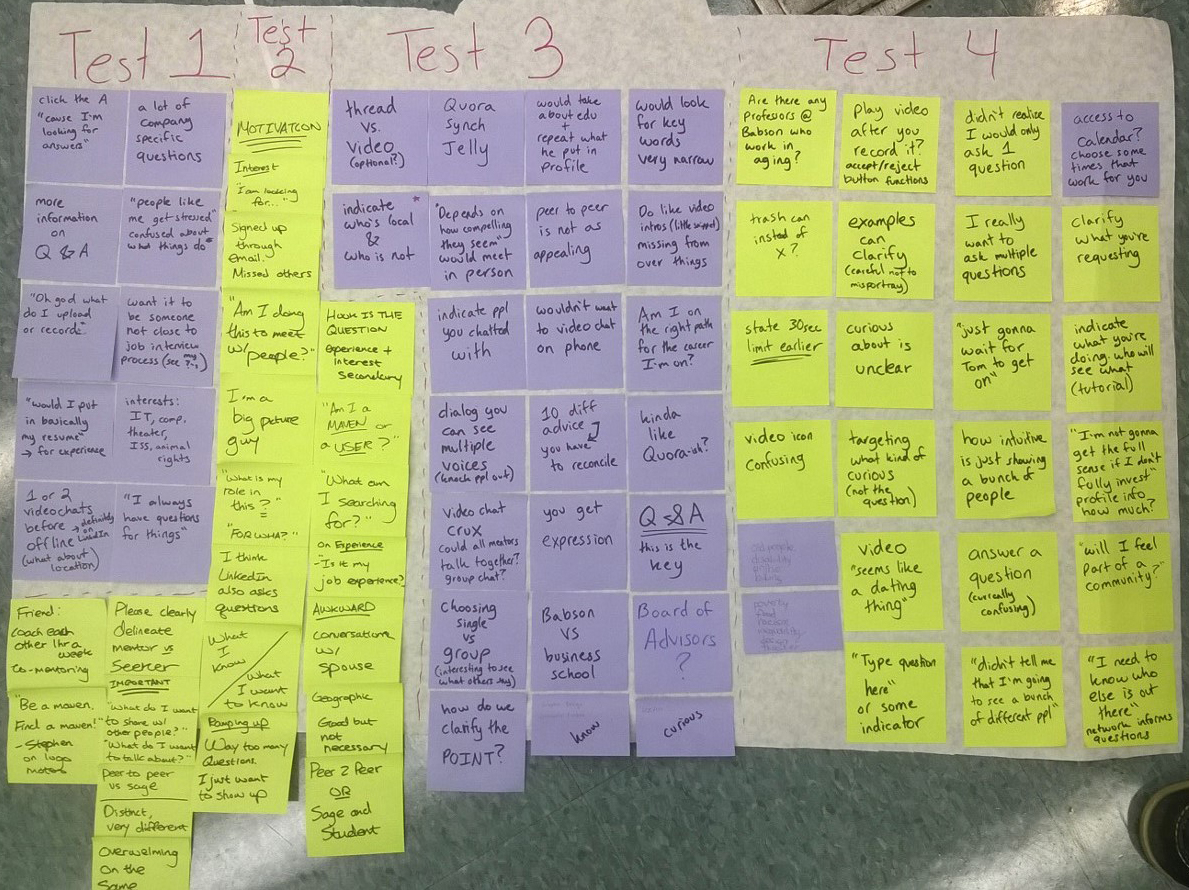 Test 1
click the A
"cause I'm
looking for
answers"
a lot of
company
specific
questions
more
information
on
Q & A
"people like
me get stressed"
confused about
what things do"
"Oh god what
do I upload
or record."
want it to
be someone
not close to
job interview
process (see my ?'s)
"would I put
in basically
my resume"
→ for experience
interests:
IT, comp.
theater,
ISS, animal
rights
1 or 2
videochats
before → definitely on LinkedIn
offline
(what about
location)
"I always
have questions
for things"
Friend:
Coach each
other 1hr a
week
Co-mentoring
Please clearly
delineate
mentor vs
Seeker
IMPORTANT
"Be a maven.
Find a maven!"
- Stephen
on logo
"What do I want
to share w/
other people?"
"What do I want
to talk about?"
Peer to peer
vs sage
Distinct,
very different
Overwelming
on the
Same
Test
2
MOTIVATION
Interest
"I am looking
for..."
Signed up
through
email.
Missed others
"Am I doing
this to meet
w/people?"
I'm a
big picture
guy
"What is my
role in
this?"
=
"FOR WHA?"
I think
LinkedIn
also asks
questions
What
I
know
What
I want
to know
Ramping up
Way too many
Questions.
I just want
to show up
HOOK IS THE
QUESTION
Experience +
Interest
Secondary
"Am I a
MAVEN or
a USER?"
"What am
I searching
for?"
on Experience
- "Is it my
job experience?
AWKWARD
conversations
w/
spouse
Geographic
Good but
not
necessary
Peer 2 Peer
OR
Sage and
Student
Test 3
thread
vs.
video
(optional?)
Quora
Synch
Jelly
would take
about edu
+
repeat what
he put in
profile
would look
for key
words
very narrow
indicate *
who's local
&
who is not
"Depends on
how compelling
they seem"
would meet
in person
peer to peer
is not as
appealing
Do like video
intros (little snippet)
missing from
over things
indicate ppl
you chatted
with
wouldn't want
to video chat
on phone
Am I on
the right path
for the career
I'm on?
dialog you
can see
multiple
voices
(knock ppl out)
10 diff
advice
you have
to reconcile
kinda
like
Quora-ish?
video chat
crux
could all mentors
talk together?
group chat?
you get
expression
Q & A
this is the
key
Choosing
single
vs
group
(interesting to see
what others say)
Babson
vs
business
school
Board of
Advisors
?
how do we
clarify the
POINT?
know
curious
Test 4
Are there any
Profesiors @
Babson who
work in
aging?
play video
after you
record it?
accept/reject
button functions
didn't realize
I would only
ask 1
question
access to
Calendar?
choose some
times that
work for you
trash can
instead of
x?
examples
can
clarify
(careful not to
misportray)
I really
want to
ask multiple
questions
clarify
what you're
requesting
state 30sec
limit earlier
curious
about is
unclear
"just gonna
wait for
Tom to get
on"
indicate
what you're
doing. who will
see what
(tutorial)
video icon
confusing
targeting
what kind of
curious
(not the
question)
how intuitive
is just showing
a bunch of
people
"I'm not gonna
get the full
sense if I don't
fully invest"
profile info
how much?
video
"seems like
a dating
thing"
answer a
question
(currently
confusing)
"will I feel
part of a
community?"
"Type question
here"
or some
indicator
"didn't tell me
that I'm going
to see a bunch
of different ppl"
"I need to
know who
else is out
there"
network informs
questions